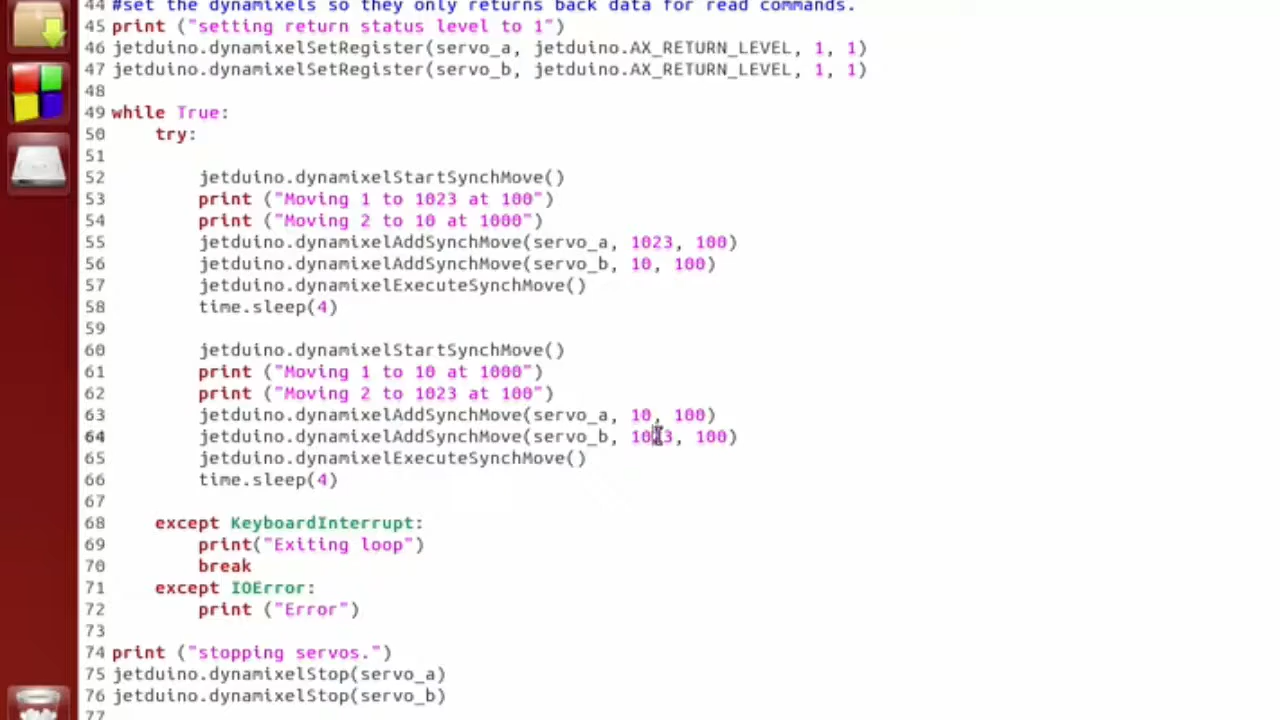 44 #set the dynamixels so they only returns back data for read commands.
45 print ("setting return status level to 1")
46 jetduino.dynamixelSetRegister(servo_a, jetduino.AX_RETURN_LEVEL, 1, 1)
47 jetduino.dynamixelSetRegister(servo_b, jetduino.AX_RETURN_LEVEL, 1, 1)
48
49 while True:
50     try:
51
52         jetduino.dynamixelStartSynchMove()
53         print ("Moving 1 to 1023 at 100")
54         print ("Moving 2 to 10 at 1000")
55         jetduino.dynamixelAddSynchMove(servo_a, 1023, 100)
56         jetduino.dynamixelAddSynchMove(servo_b, 10, 100)
57         jetduino.dynamixelExecuteSynchMove()
58         time.sleep(4)
59
60         jetduino.dynamixelStartSynchMove()
61         print ("Moving 1 to 10 at 1000")
62         print ("Moving 2 to 1023 at 100")
63         jetduino.dynamixelAddSynchMove(servo_a, 10, 100)
64         jetduino.dynamixelAddSynchMove(servo_b, 1023, 100)
65         jetduino.dynamixelExecuteSynchMove()
66         time.sleep(4)
67
68     except KeyboardInterrupt:
69         print("Exiting loop")
70         break
71     except IOError:
72         print ("Error")
73
74 print ("stopping servos.")
75 jetduino.dynamixelStop(servo_a)
76 jetduino.dynamixelStop(servo_b)
77